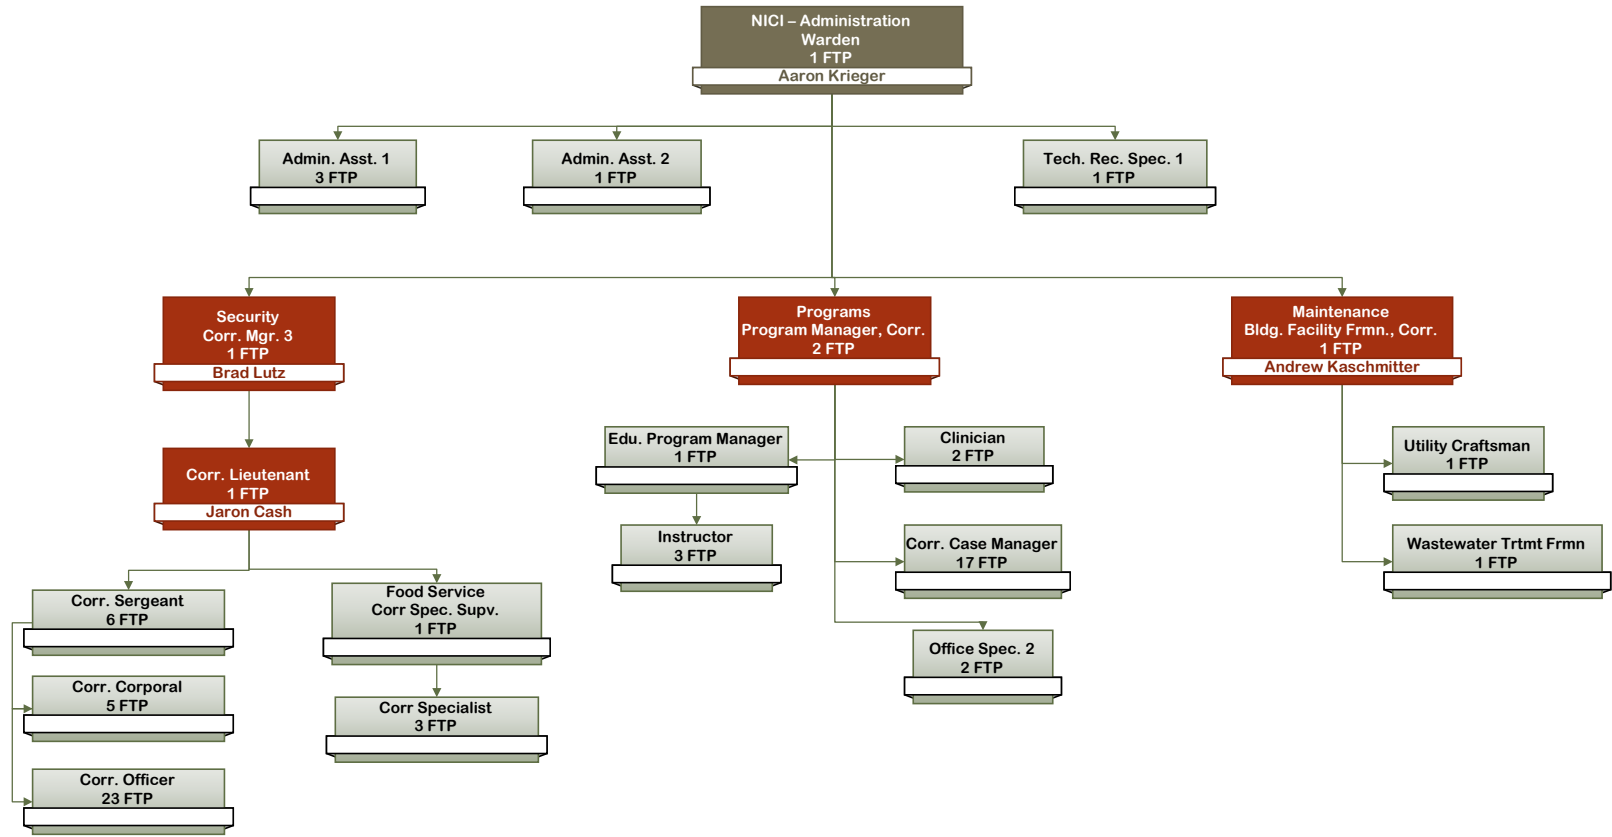 NICI – Administration
Warden
1 FTP
Aaron Krieger
Admin. Asst. 1
3 FTP
Admin. Asst. 2
1 FTP
Tech. Rec. Spec. 1
1 FTP
Security
Corr. Mgr. 3
1 FTP
Brad Lutz
Programs
Program Manager, Corr.
2 FTP
Maintenance
Bldg. Facility Frmn., Corr.
1 FTP
Andrew Kaschmitter
Corr. Lieutenant
1 FTP
Jaron Cash
Edu. Program Manager
1 FTP
Clinician
2 FTP
Utility Craftsman
1 FTP
Instructor
3 FTP
Corr. Case Manager
17 FTP
Wastewater Trtmt Frmn
1 FTP
Corr. Sergeant
6 FTP
Food Service
Corr Spec. Supv.
1 FTP
Office Spec. 2
2 FTP
Corr. Corporal
5 FTP
Corr Specialist
3 FTP
Corr. Officer
23 FTP